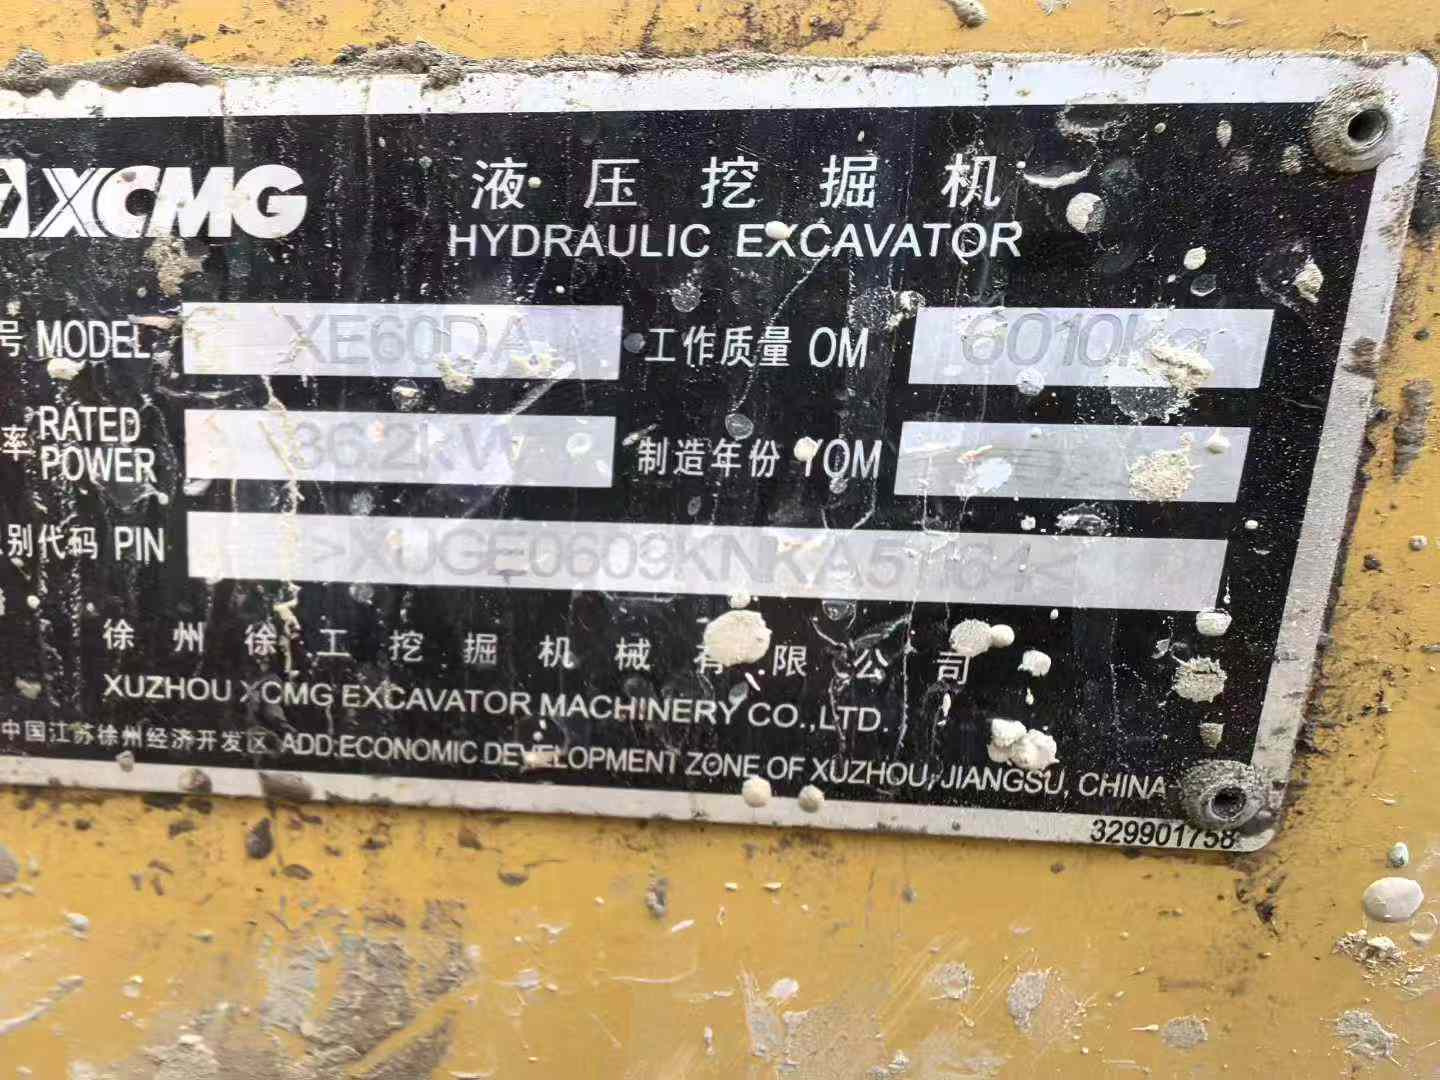 XCMG 液压挖掘机
HYDRAULIC EXCAVATOR
号 MODEL XE60DA 工作质量 OM 6010kg
率 RATED POWER 36.2kW 制造年份 YOM
别代码 PIN
徐州徐工挖掘机械有限公司
XUZHOU XCMG EXCAVATOR MACHINERY CO.,LTD.
中国江苏徐州经济开发区 ADD:ECONOMIC DEVELOPMENT ZONE OF XUZHOU, JIANGSU, CHINA
329901758